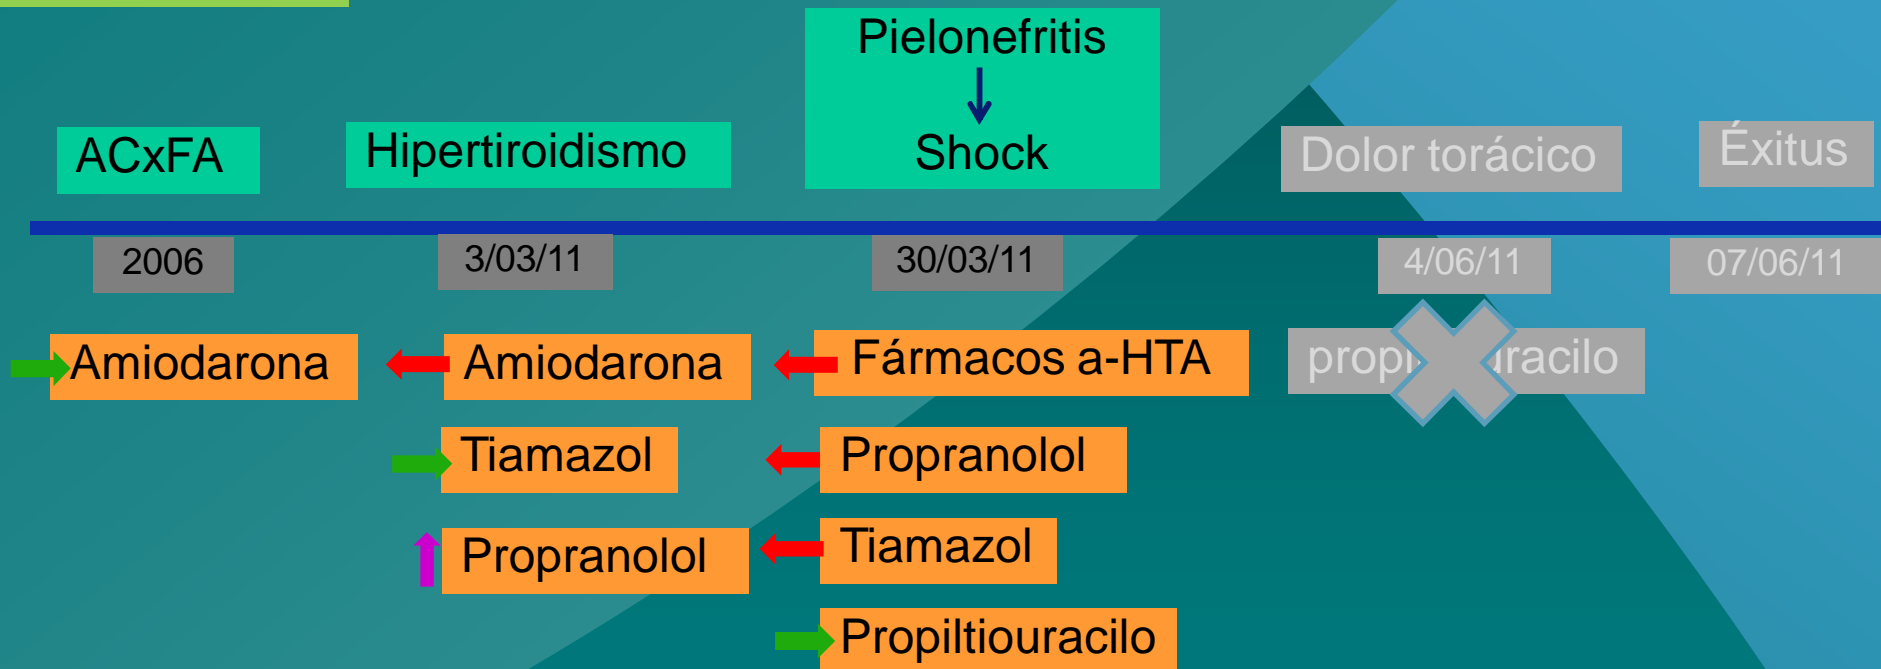 Pielonefritis
Shock
ACxFA
Hipertiroidismo
Dolor torácico
Éxitus
2006
3/03/11
30/03/11
4/06/11
07/06/11
Amiodarona
Amiodarona
Fármacos a-HTA
Tiamazol
Propranolol
Propranolol
Tiamazol
Propiltiouracilo